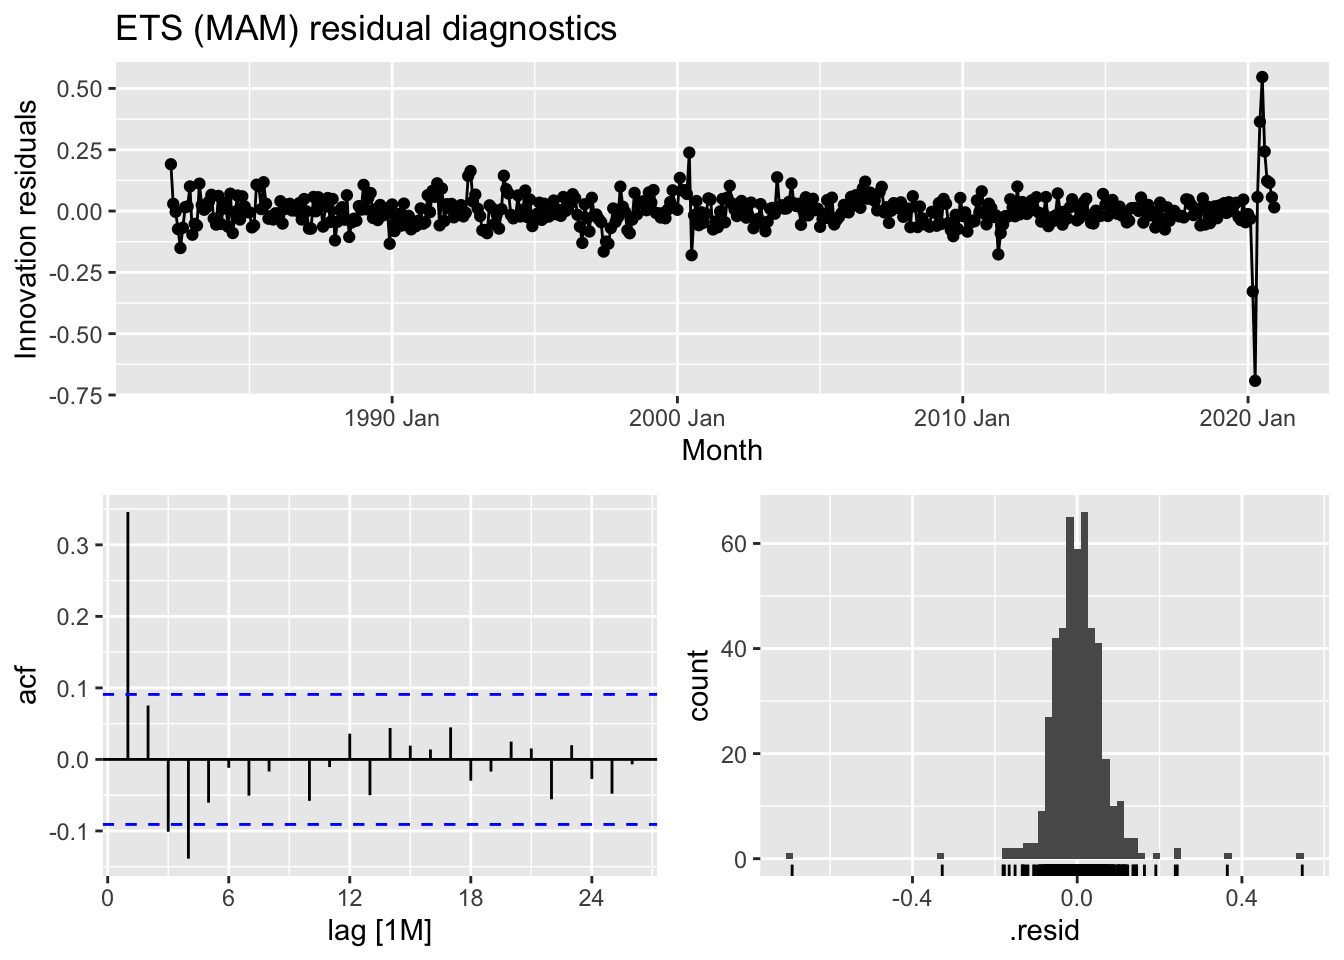 ETS (MAM) residual diagnostics
Innovation residuals
0.50
0.25
0.00
-0.25
-0.50
-0.75
1990 Jan 2000 Jan 2010 Jan 2020 Jan
Month
acf
0.3
0.2
0.1
0.0
-0.1
0 6 12 18 24
lag [1M]
count
60
40
20
0
-0.4 0.0 0.4
.resid